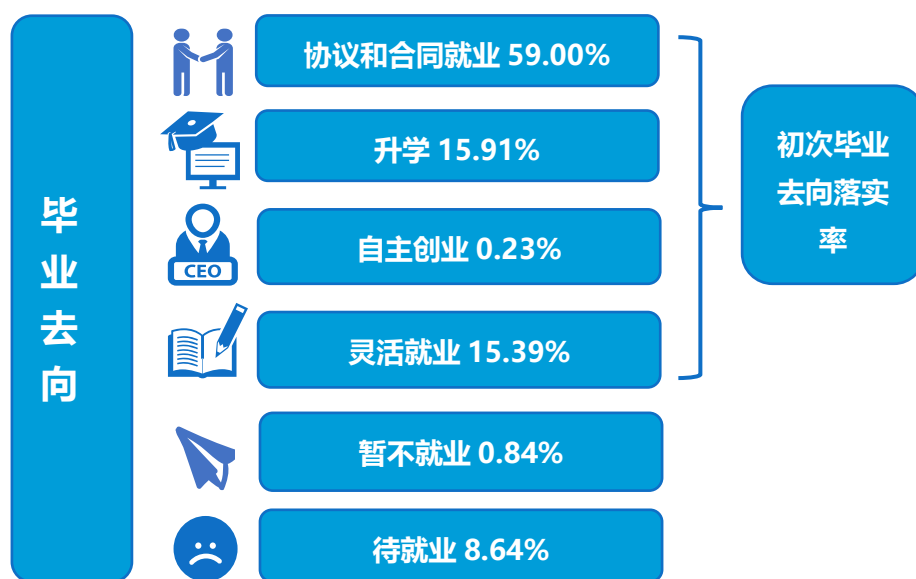 毕业去向
协议和合同就业 59.00%
升学 15.91%
CEO
自主创业 0.23%
灵活就业 15.39%
暂不就业 0.84%
待就业 8.64%
初次毕业
去向落实
率